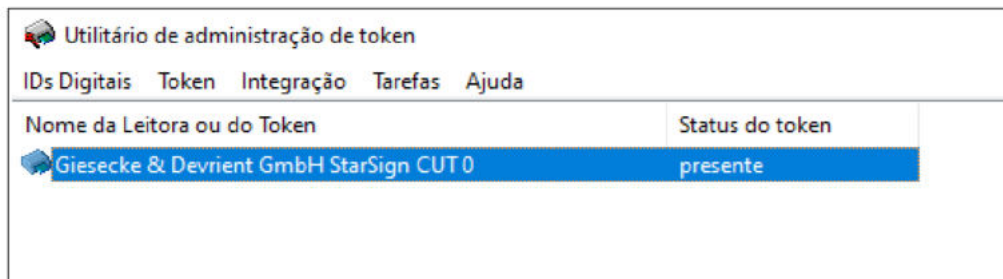 Utilitário de administração de token
IDs Digitais Token Integração Tarefas Ajuda
Nome da Leitora ou do Token Status do token
Giesecke & Devrient GmbH StarSign CUT 0 presente